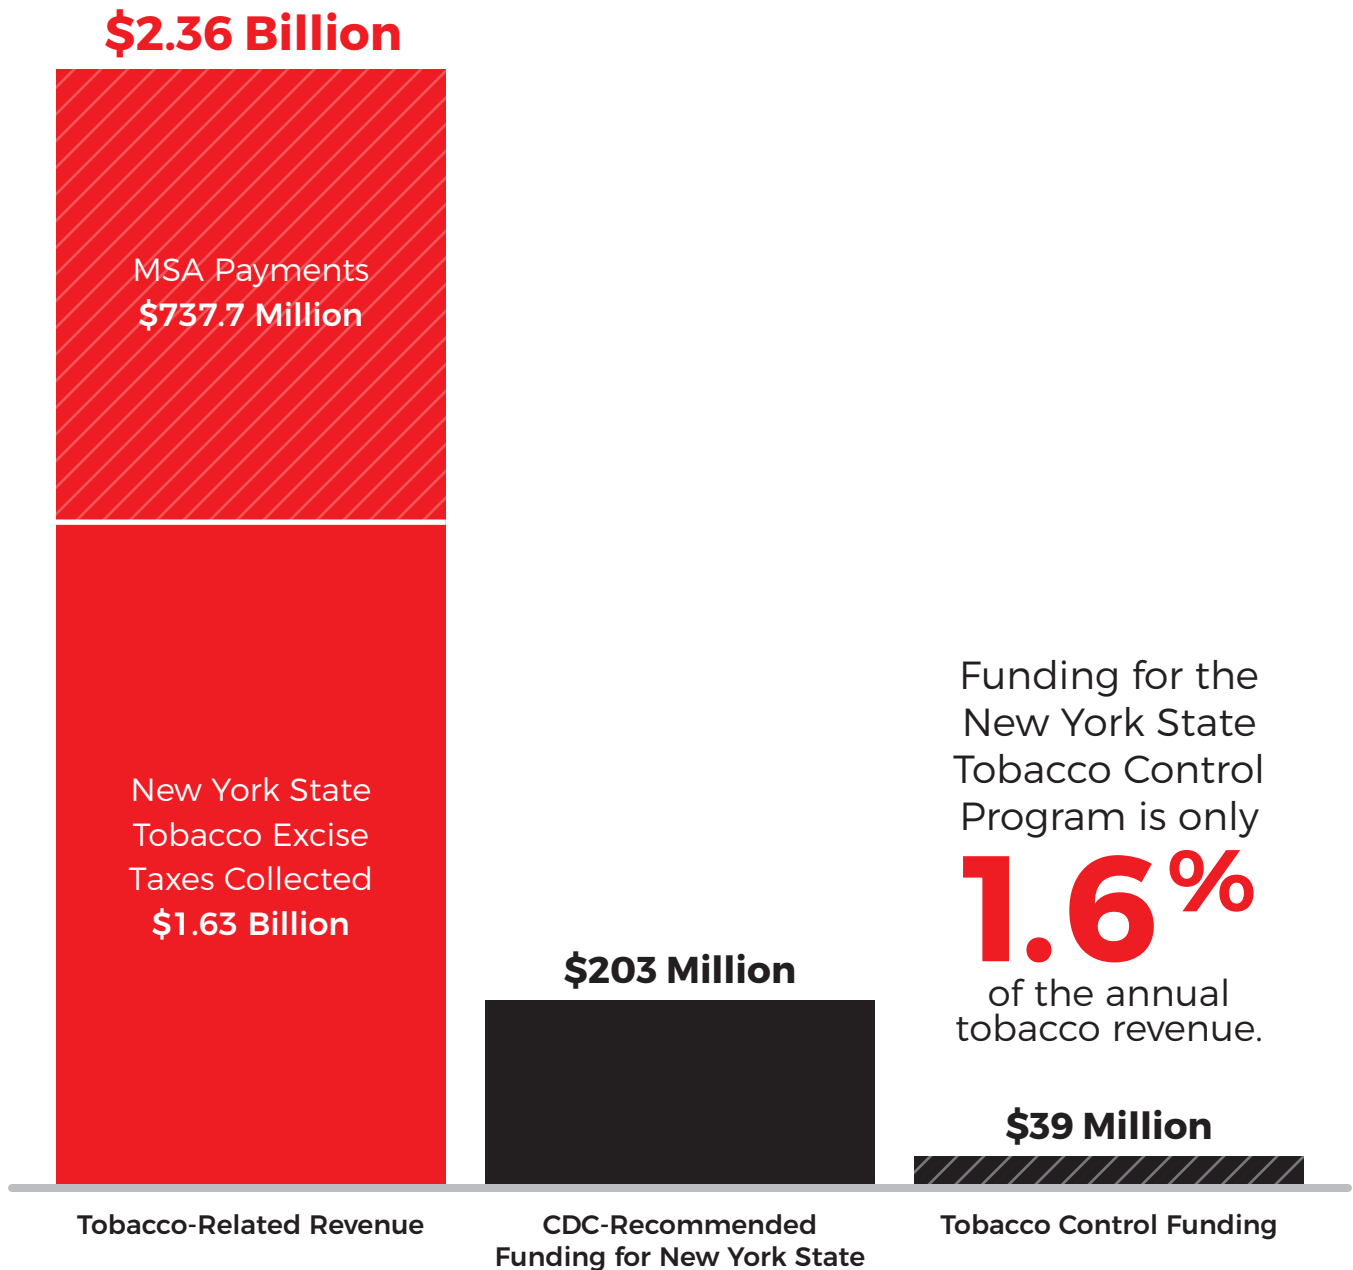 $2.36 Billion
MSA Payments
$737.7 Million
New York State
Tobacco Excise
Taxes Collected
$1.63 Billion
$203 Million
Funding for the
New York State
Tobacco Control
Program is only
1.6%
of the annual
tobacco revenue.
$39 Million
Tobacco-Related Revenue
CDC-Recommended
Funding for New York State
Tobacco Control Funding